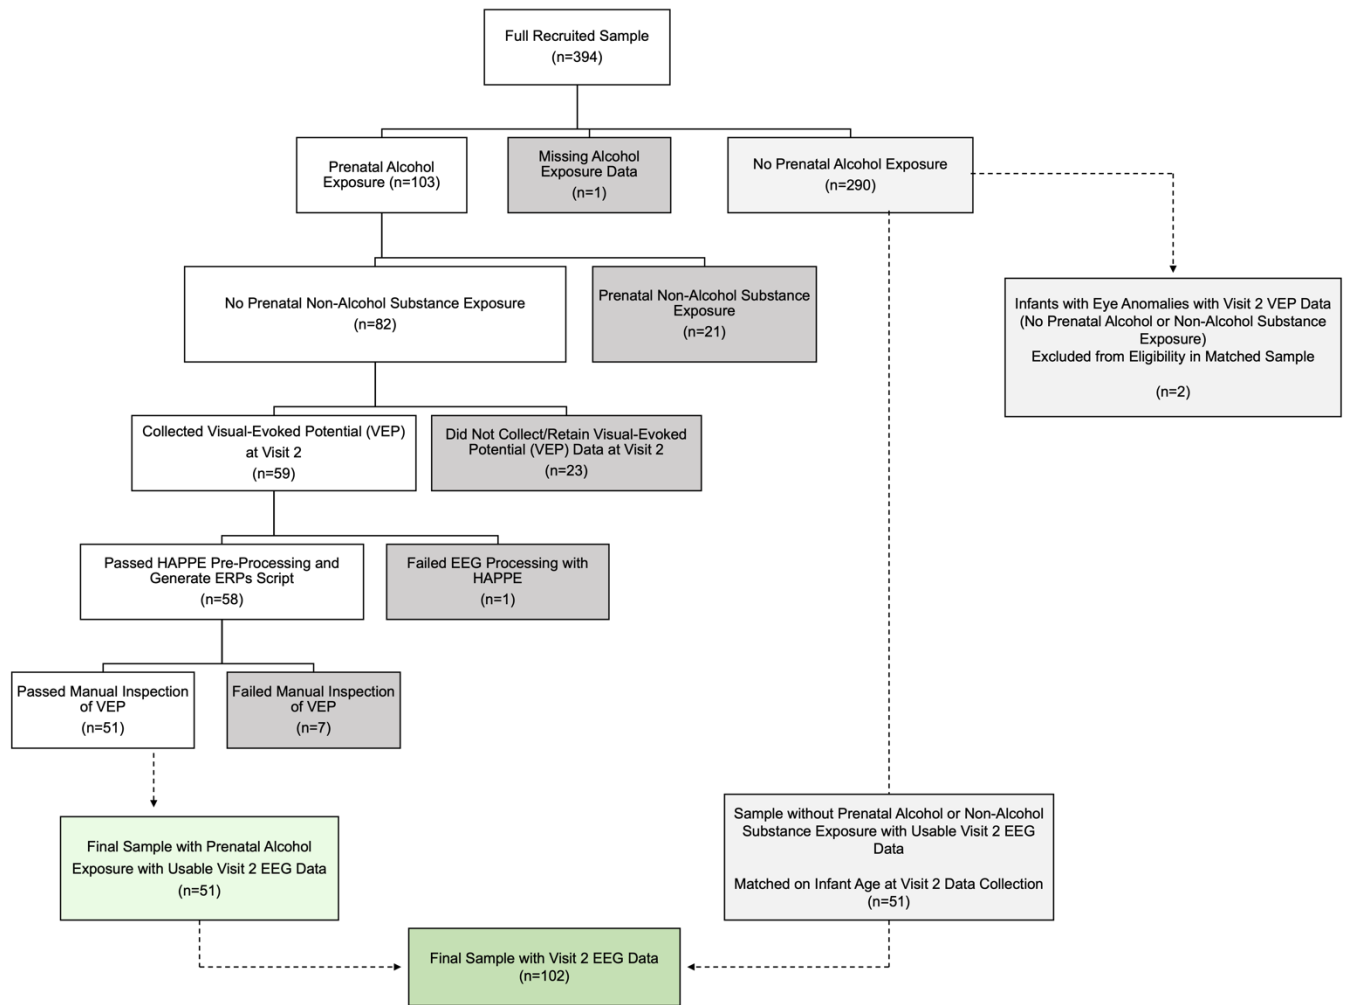 Full Recruited Sample
(n=394)
Prenatal Alcohol
Exposure (n=103)
Missing Alcohol
Exposure Data
(n=1)
No Prenatal Alcohol Exposure
(n=290)
No Prenatal Non-Alcohol Substance Exposure
(n=82)
Prenatal Non-Alcohol Substance
Exposure
(n=21)
Infants with Eye Anomalies with Visit 2 VEP Data
(No Prenatal Alcohol or Non-Alcohol Substance
Exposure)
Excluded from Eligibility in Matched Sample
(n=2)
Collected Visual-Evoked Potential (VEP)
at Visit 2
(n=59)
Did Not Collect/Retain Visual-Evoked
Potential (VEP) Data at Visit 2
(n=23)
Passed HAPPE Pre-Processing and
Generate ERPs Script
(n=58)
Failed EEG Processing with
HAPPE
(n=1)
Passed Manual Inspection
of VEP
(n=51)
Failed Manual Inspection
of VEP
(n=7)
Final Sample with Prenatal Alcohol
Exposure with Usable Visit 2 EEG Data
(n=51)
Sample without Prenatal Alcohol or Non-Alcohol
Substance Exposure with Usable Visit 2 EEG
Data
Matched on Infant Age at Visit 2 Data Collection
(n=51)
Final Sample with Visit 2 EEG Data
(n=102)